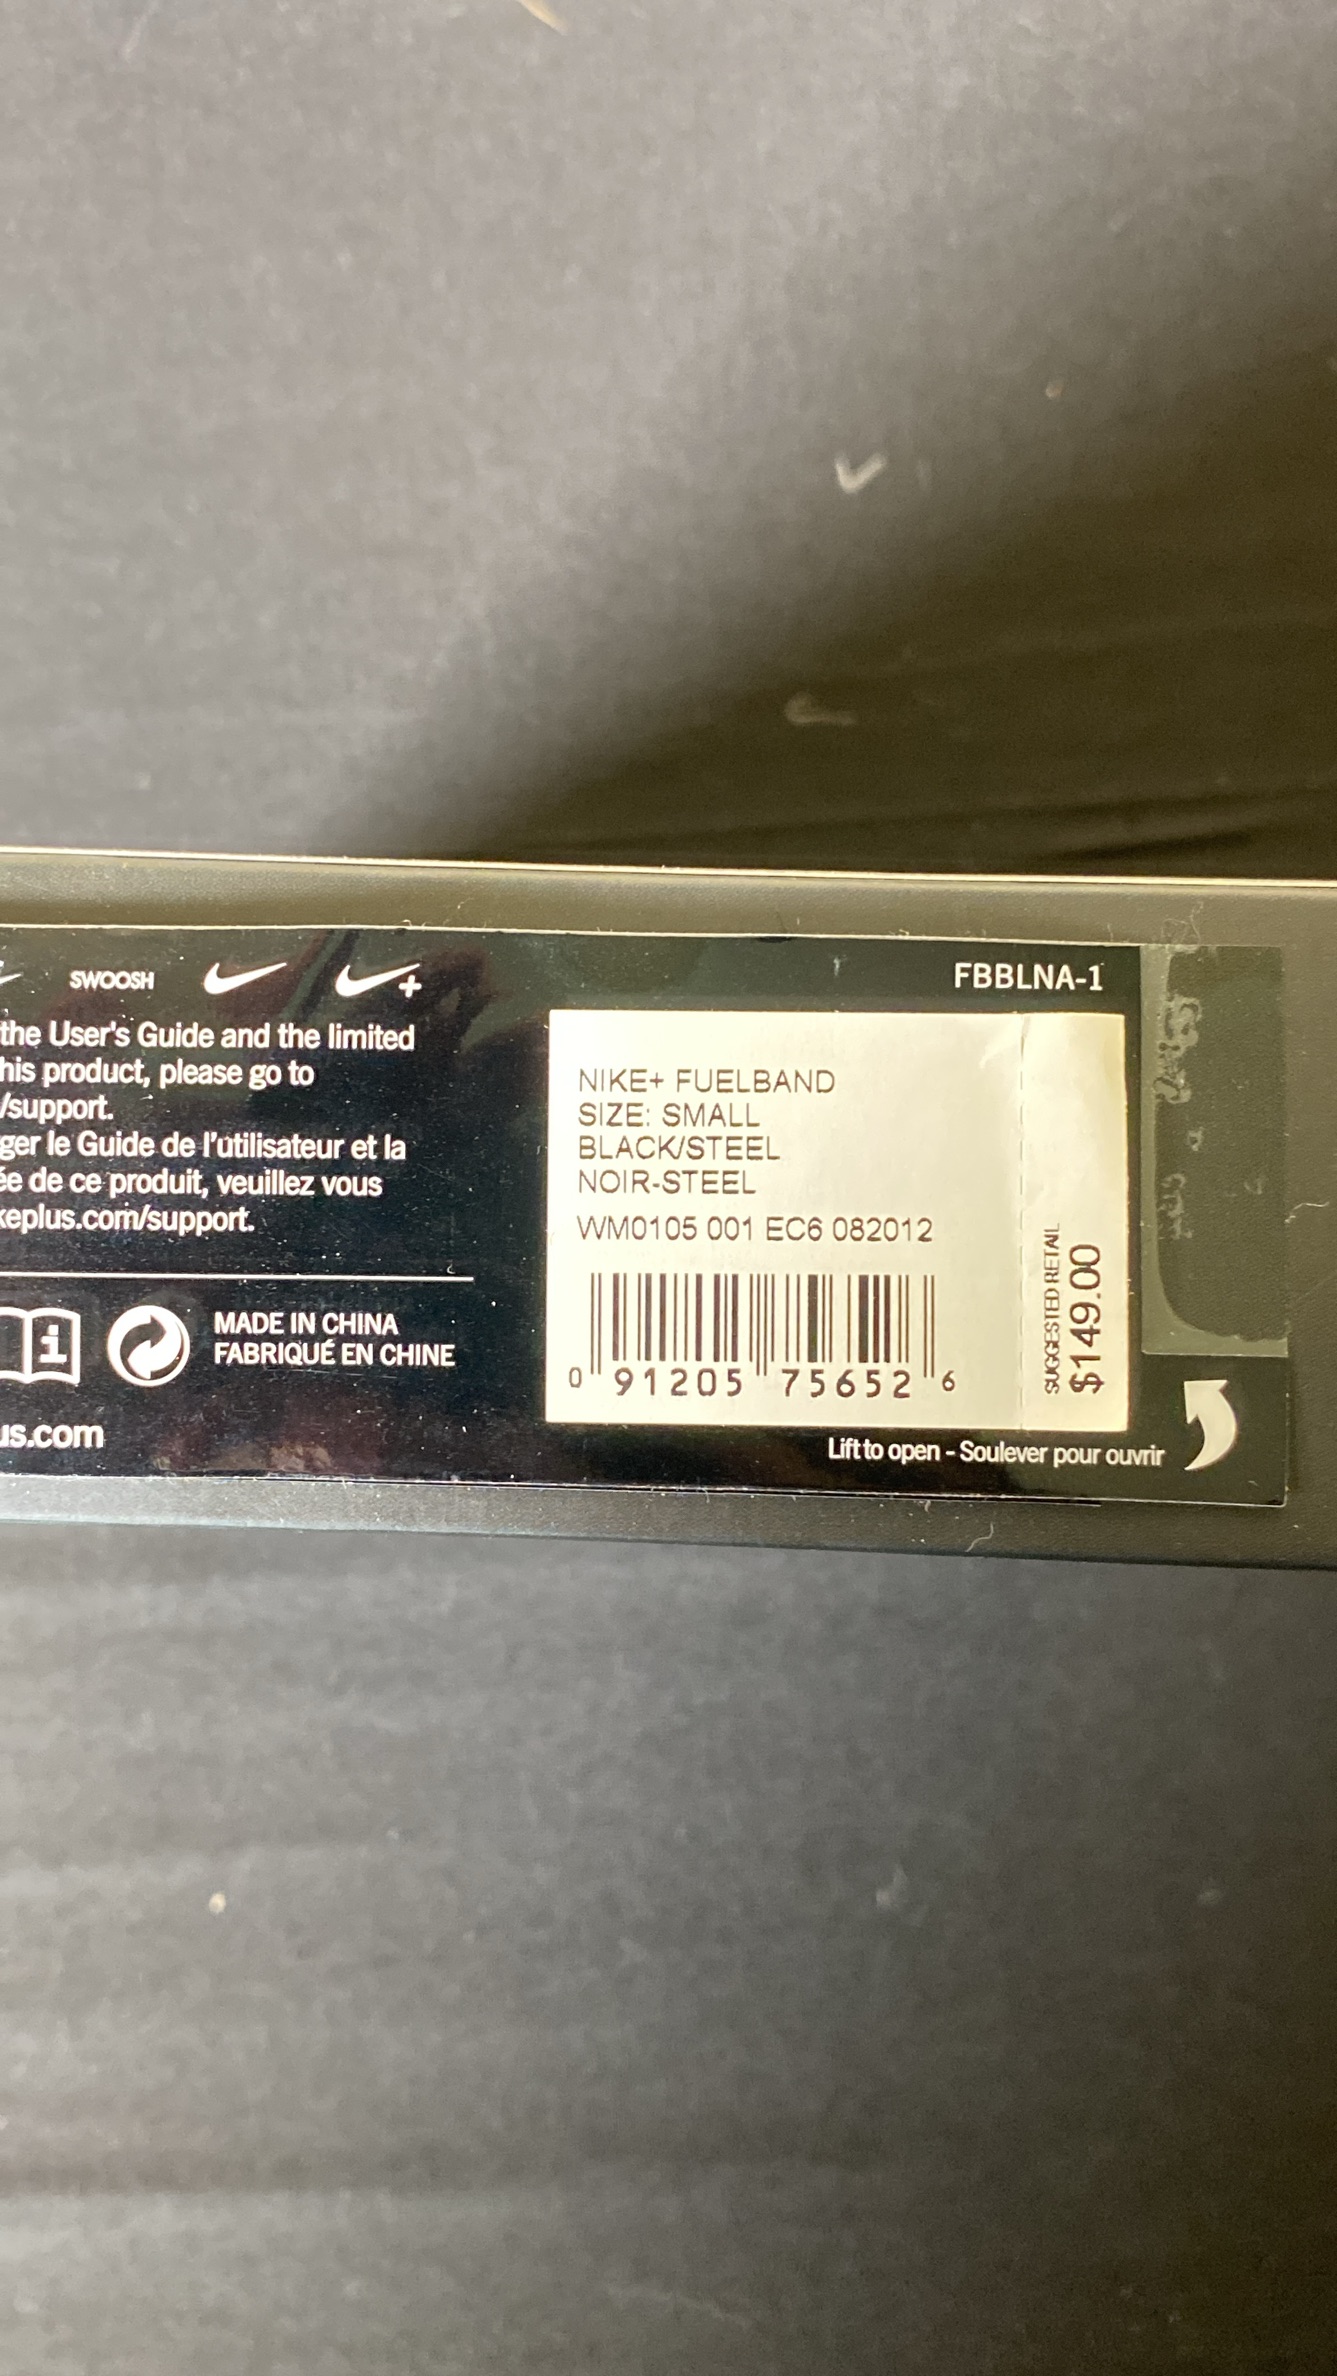 SWOOSH
FBBLNA-1
the User's Guide and the limited
his product, please go to
/support.
ger le Guide de l'utilisateur et la
ée de ce produit, veuillez vous
keplus.com/support.
MADE IN CHINA
FABRIQUÉ EN CHINE
us.com
NIKE+ FUELBAND
SIZE: SMALL
BLACK/STEEL
NOIR-STEEL
WM0105 001 EC6 082012
0 91205 75652 6
SUGGESTED RETAIL
$149.00
Lift to open - Soulever pour ouvrir